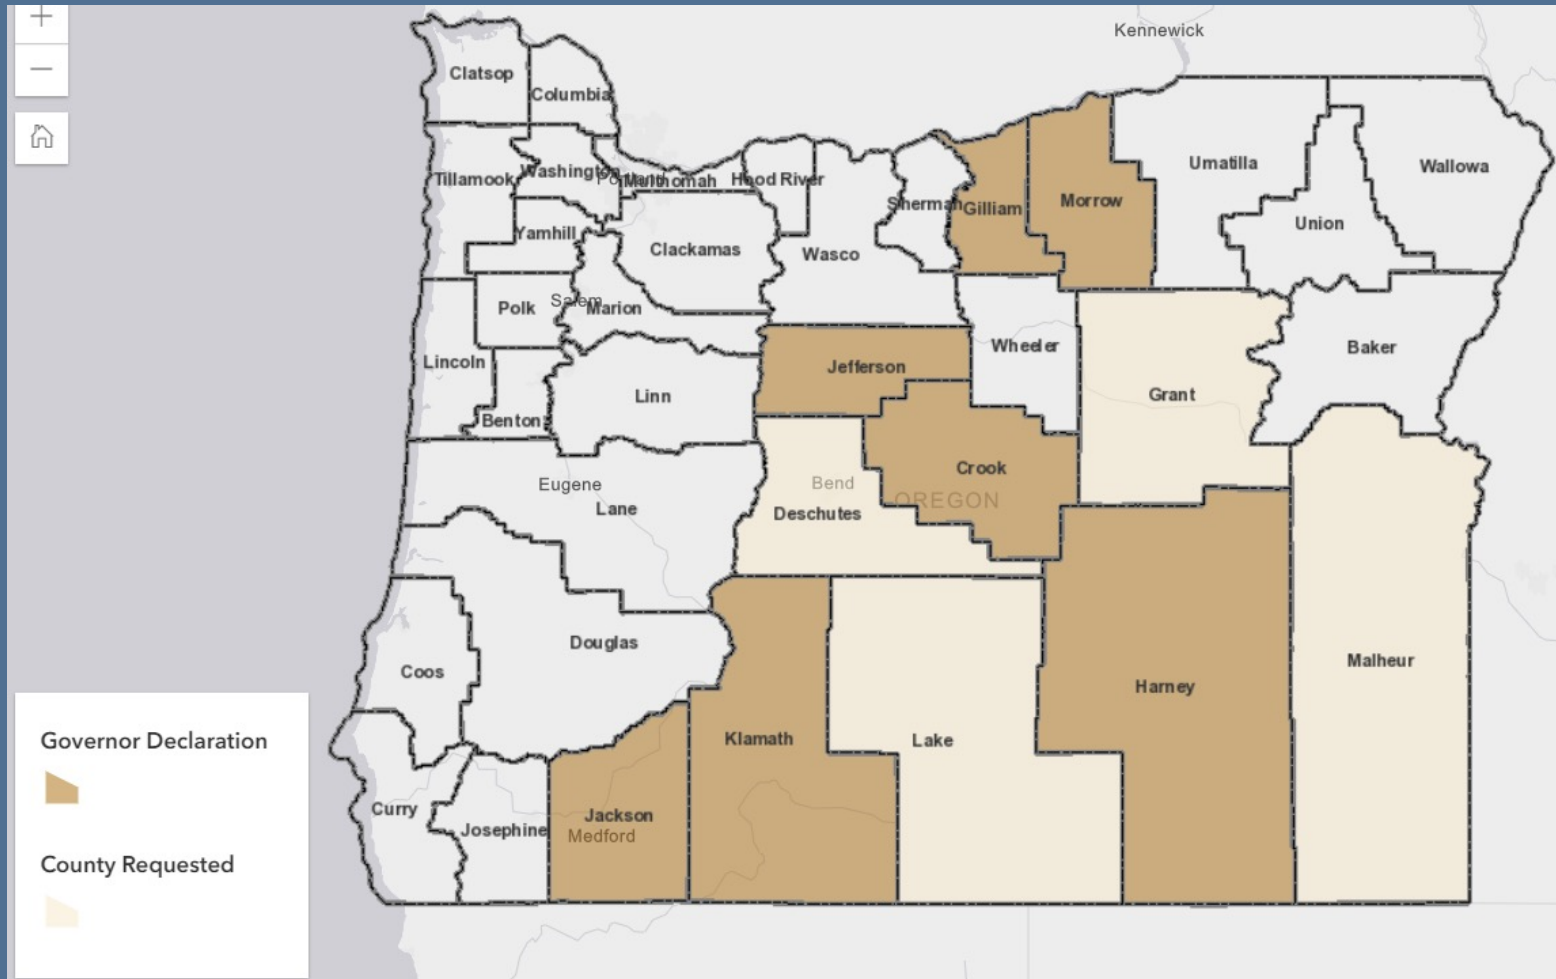 +
Kennewick
Clatsop
Columbia
Washington
Tillamook
Portland
Multnomah
Hood River
Umatilla
Wallowa
Sherman
Gilliam
Morrow
Union
Yamhill
Clackamas
Wasco
Salem
Polk
Marion
Lincoln
Jefferson
Wheeler
Baker
Linn
Grant
Benton
Crook
Bend
Eugene
OREGON
Lane
Deschutes
Douglas
Coos
Malheur
Harney
Klamath
Lake
Curry
Josephine
Jackson
Medford
Governor Declaration
County Requested